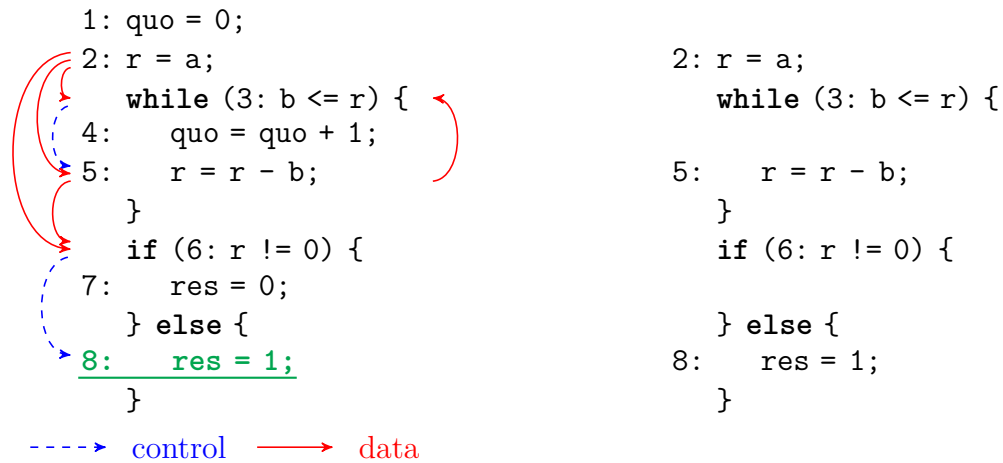 1: quo = 0;
2: r = a;
while (3: b <= r) {
4: quo = quo + 1;
5: r = r - b;
}
if (6: r != 0) {
7: res = 0;
} else {
8: res = 1;
}
control data
2: r = a;
while (3: b <= r) {
5: r = r - b;
}
if (6: r != 0) {
} else {
8: res = 1;
}